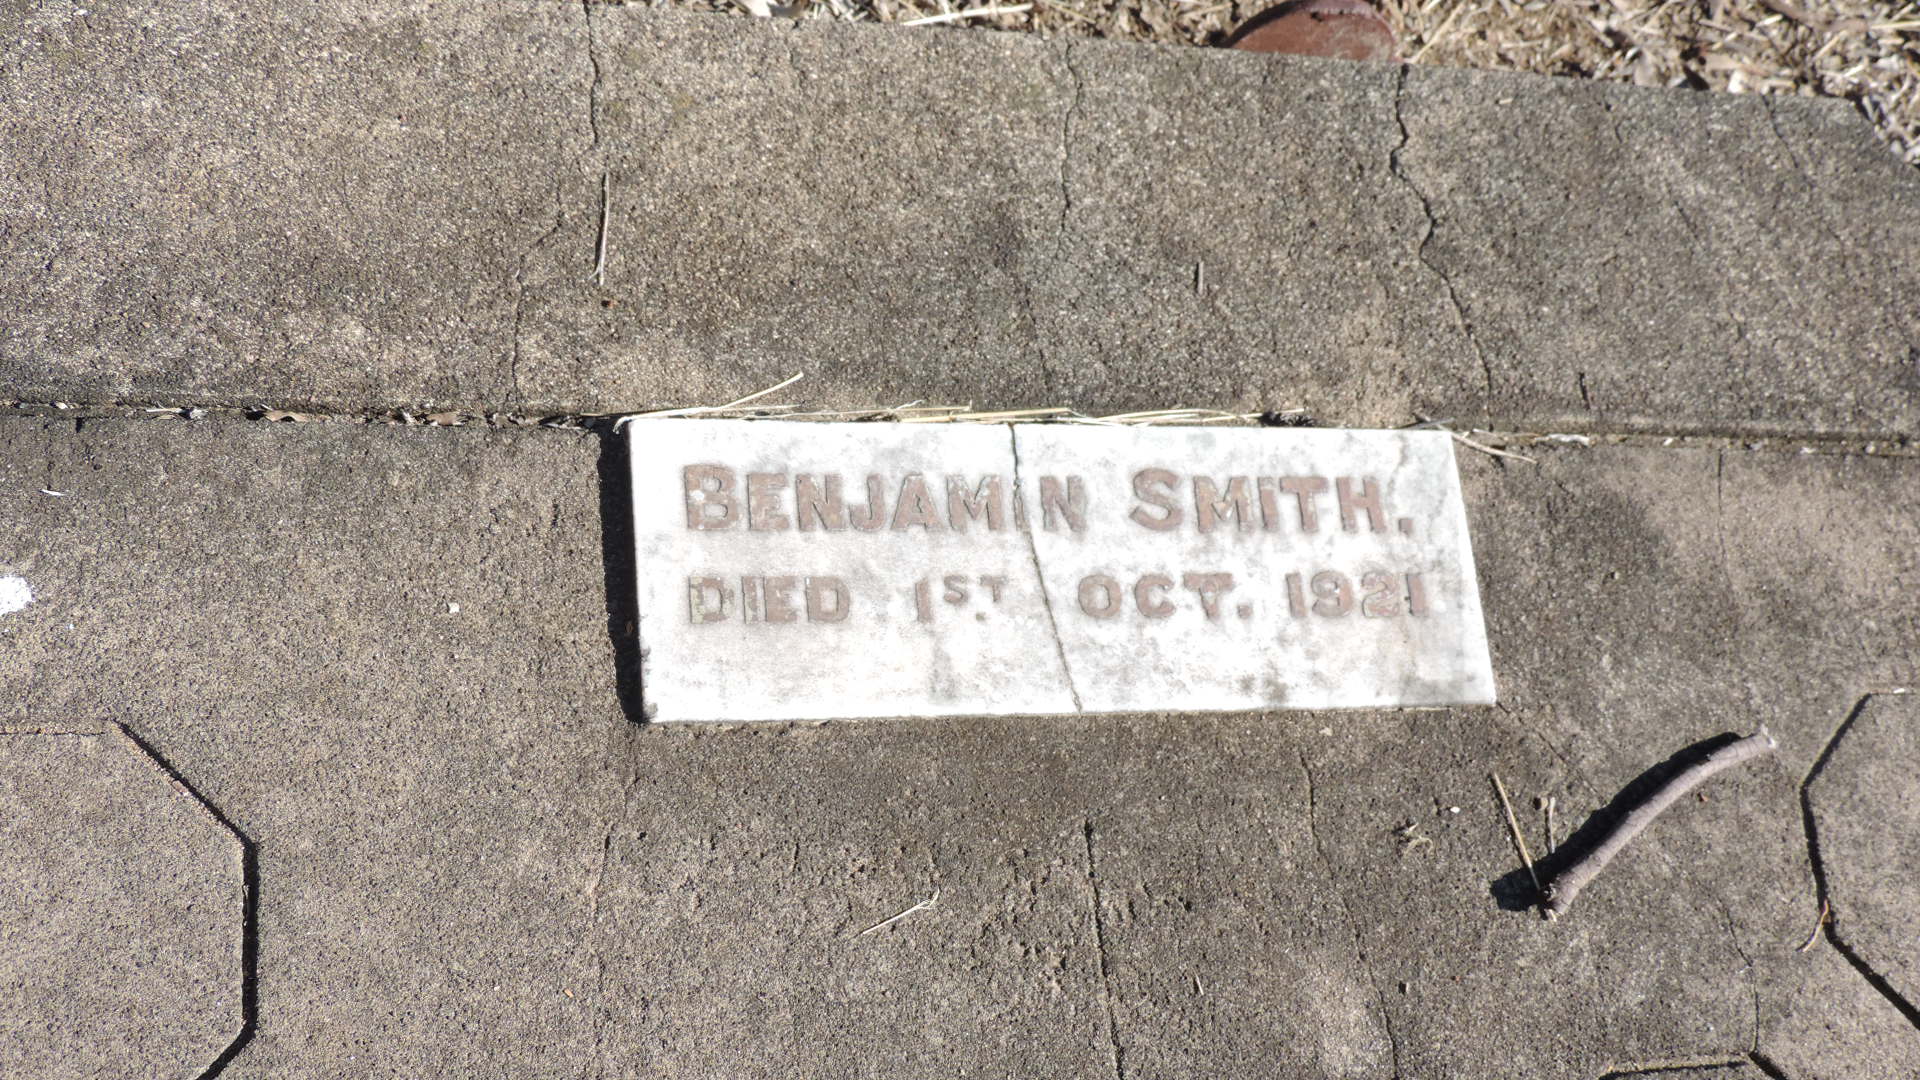 BENJAMIN SMITH.
DIED 1ST. OCT. 1921